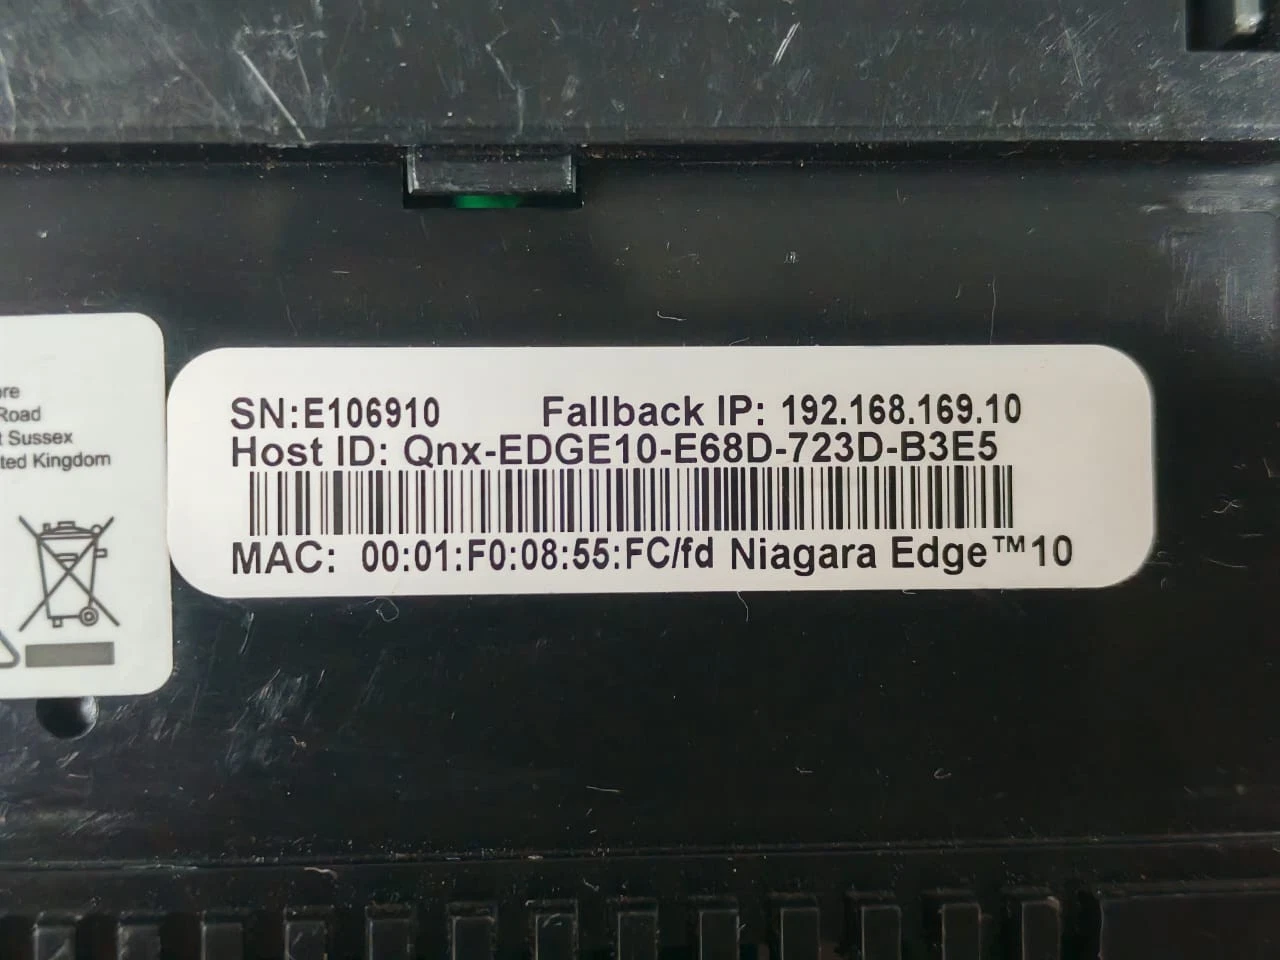 Road
Sussex
Kingdom
SN:E106910 Fallback IP: 192.168.169.10
Host ID: Qnx-EDGE10-E68D-723D-B3E5
MAC: 00:01:F0:08:55:FC/fd Niagara Edge™10